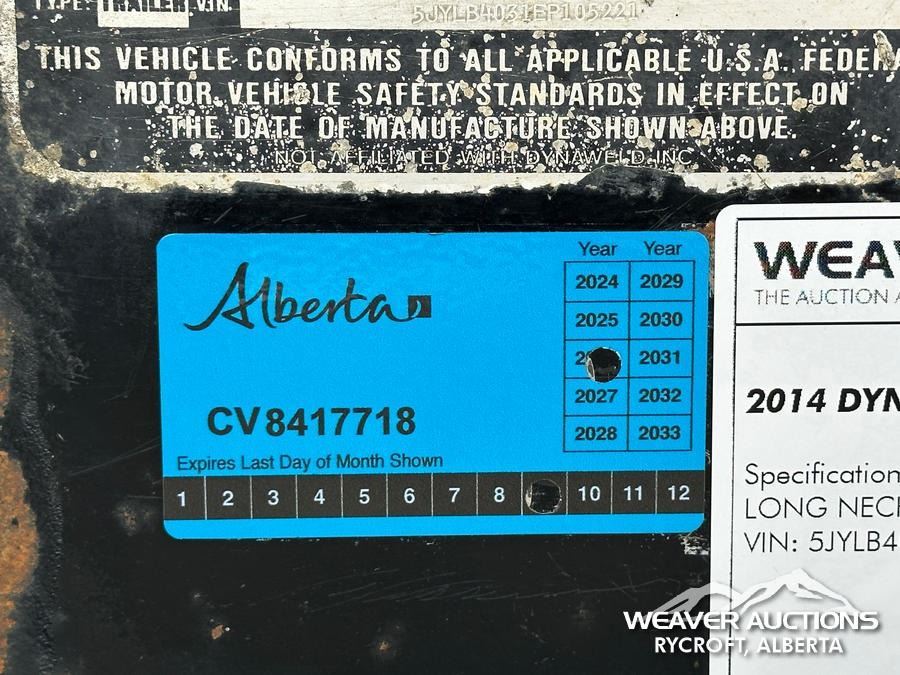 TYPE: TRAILER V.I.N. 5JYLB4031EP105221
THIS VEHICLE CONFORMS TO ALL APPLICABLE U.S.A. FEDERA
MOTOR VEHICLE SAFETY STANDARDS IN EFFECT ON
THE DATE OF MANUFACTURE SHOWN ABOVE.
NOT AFFILIATED WITH DYNAWELD INC
Alberta
Year Year
2024 2029
2025 2030
2031
2027 2032
2028 2033
CV8417718
Expires Last Day of Month Shown
1 2 3 4 5 6 7 8 10 11 12
WEAV
THE AUCTION A
2014 DYN
Specification
LONG NECK
VIN: 5JYLB4
WEAVER AUCTIONS
RYCROFT, ALBERTA